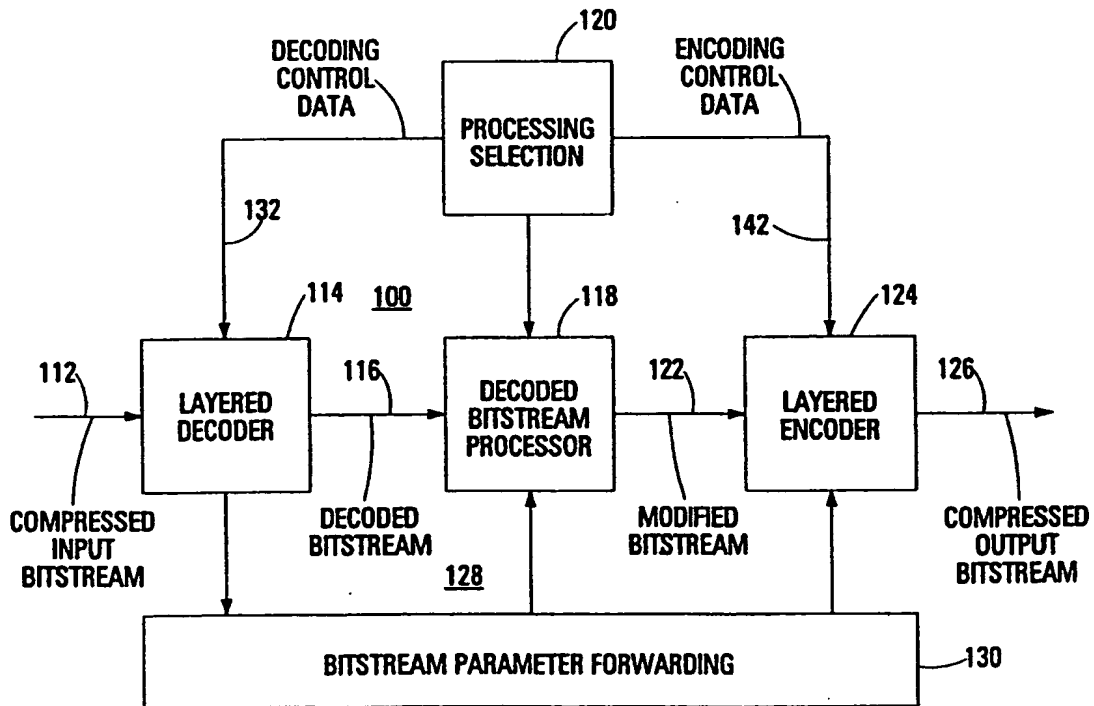 120
DECODING
CONTROL
DATA
ENCODING
CONTROL
DATA
PROCESSING
SELECTION
132
142
100
114
118
124
112
LAYERED
DECODER
116
DECODED
BITSTREAM
PROCESSOR
122
LAYERED
ENCODER
126
COMPRESSED
INPUT
BITSTREAM
DECODED
BITSTREAM
MODIFIED
BITSTREAM
COMPRESSED
OUTPUT
BITSTREAM
128
BITSTREAM PARAMETER FORWARDING
130